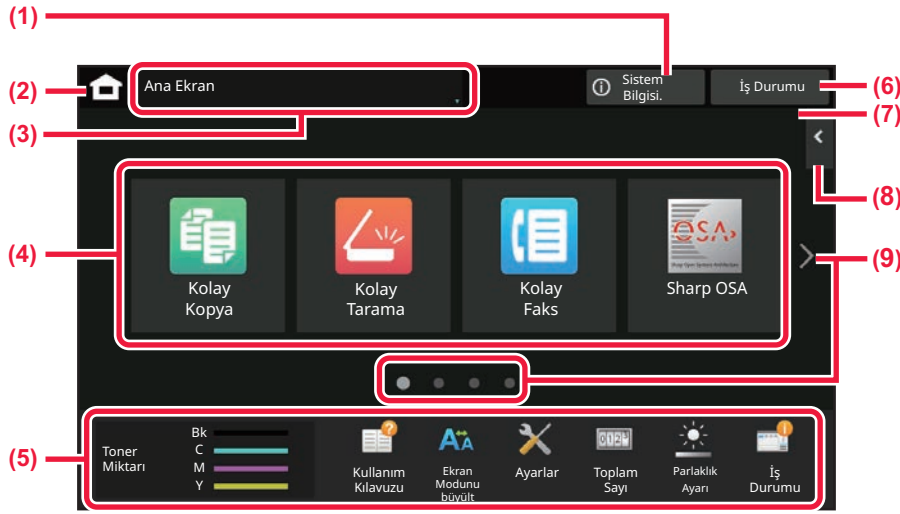 (1)
(2)
Ana Ekran
Sistem
Bilgisi.
İş Durumu
(6)
(3)
(7)
(8)
(4)
Kolay
Kopya
Kolay
Tarama
Kolay
Faks
Sharp OSA
(9)
(5)
Toner
Miktarı
Bk
C
M
Y
Kullanım
Kılavuzu
Ekran
Modunu
büyült
Ayarlar
Toplam
Sayı
Parlaklık
Ayarı
İş
Durumu